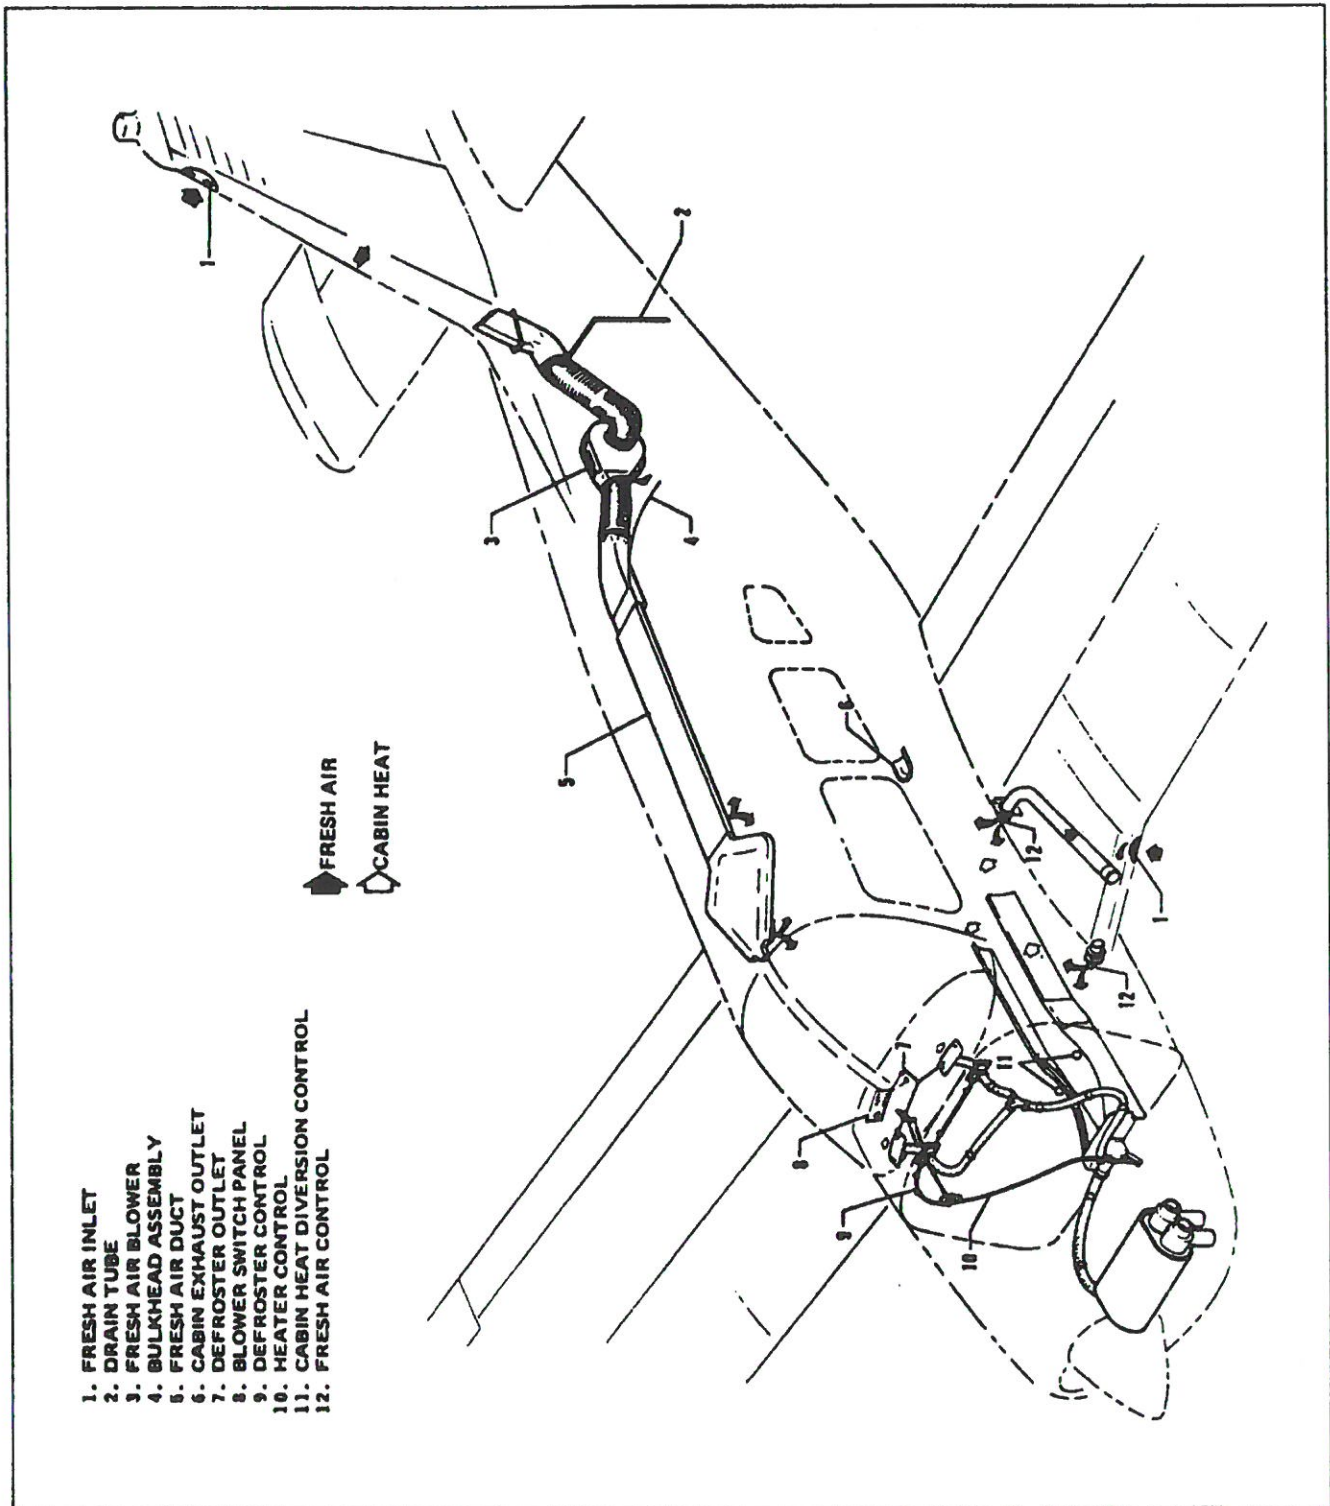 1. FRESH AIR INLET
2. DRAIN TUBE
3. FRESH AIR BLOWER
4. BULKHEAD ASSEMBLY
5. FRESH AIR DUCT
6. CABIN EXHAUST OUTLET
7. DEFROSTER OUTLET
8. BLOWER SWITCH PANEL
9. DEFROSTER CONTROL
10. HEATER CONTROL
11. CABIN HEAT DIVERSION CONTROL
12. FRESH AIR CONTROL
FRESH AIR
CABIN HEAT
1
2
3
4
5
6
7
8
9
10
11
12
12
1